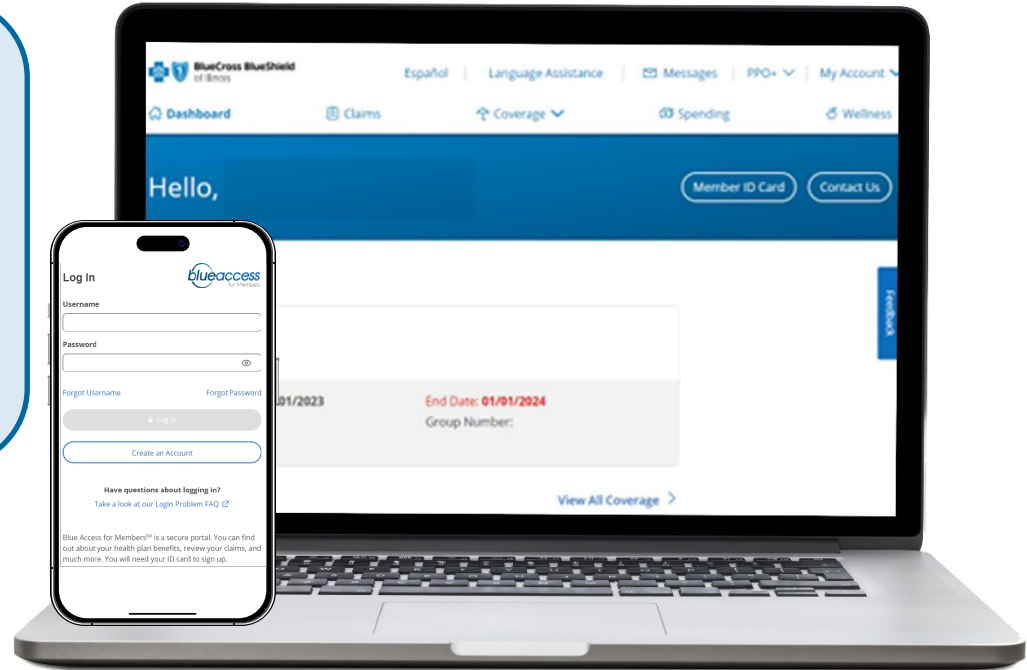 BlueCross BlueShield
of Illinois
Español
Language Assistance
Messages
PPO+
My Account
Dashboard
Claims
Coverage
Spending
Wellness
Hello,
Member ID Card
Contact Us
Feedback
01/2023
End Date: 01/01/2024
Group Number:
View All Coverage
Log In
blueaccess
for Members
Username
Password
Forgot Username
Forgot Password
Log In
Create an Account
Have questions about logging in?
Take a look at our Login Problem FAQ
Blue Access for Members℠ is a secure portal. You can find
out about your health plan benefits, review your claims, and
much more. You will need your ID card to sign up.